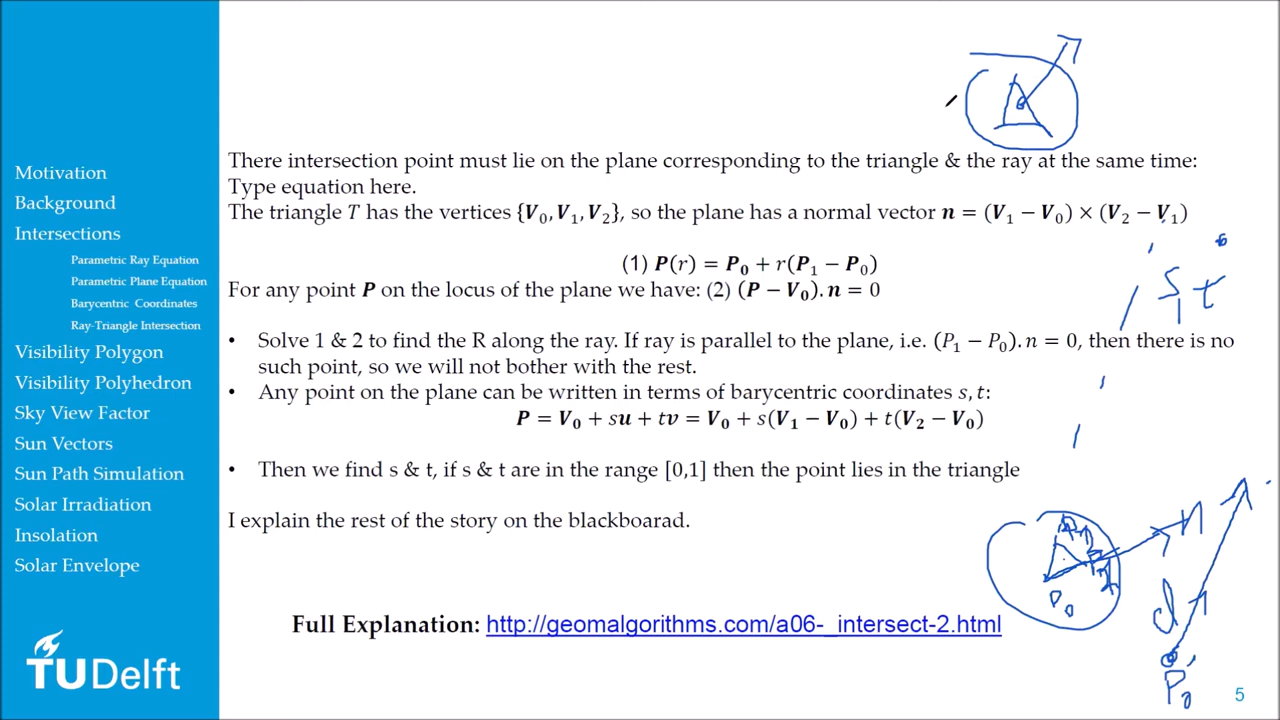 Motivation
Background
Intersections
Parametric Ray Equation
Parametric Plane Equation
Barycentric Coordinates
Ray-Triangle Intersection
Visibility Polygon
Visibility Polyhedron
Sky View Factor
Sun Vectors
Sun Path Simulation
Solar Irradiation
Insolation
Solar Envelope
TUDelft
There intersection point must lie on the plane corresponding to the triangle & the ray at the same time:
Type equation here.
The triangle T has the vertices {V₀, V₁, V₂}, so the plane has a normal vector n = (V₁ − V₀) × (V₂ − V₁)
(1) P(r) = P₀ + r(P₁ − P₀)
For any point P on the locus of the plane we have: (2) (P − V₀). n = 0
• Solve 1 & 2 to find the R along the ray. If ray is parallel to the plane, i.e. (P₁ − P₀). n = 0, then there is no
such point, so we will not bother with the rest.
• Any point on the plane can be written in terms of barycentric coordinates s, t:
P = V₀ + su + tv = V₀ + s(V₁ − V₀) + t(V₂ − V₀)
• Then we find s & t, if s & t are in the range [0,1] then the point lies in the triangle
I explain the rest of the story on the blackboarad.
Full Explanation: http://geomalgorithms.com/a06-_intersect-2.html
s, t
n
P₀
d
P₀
5